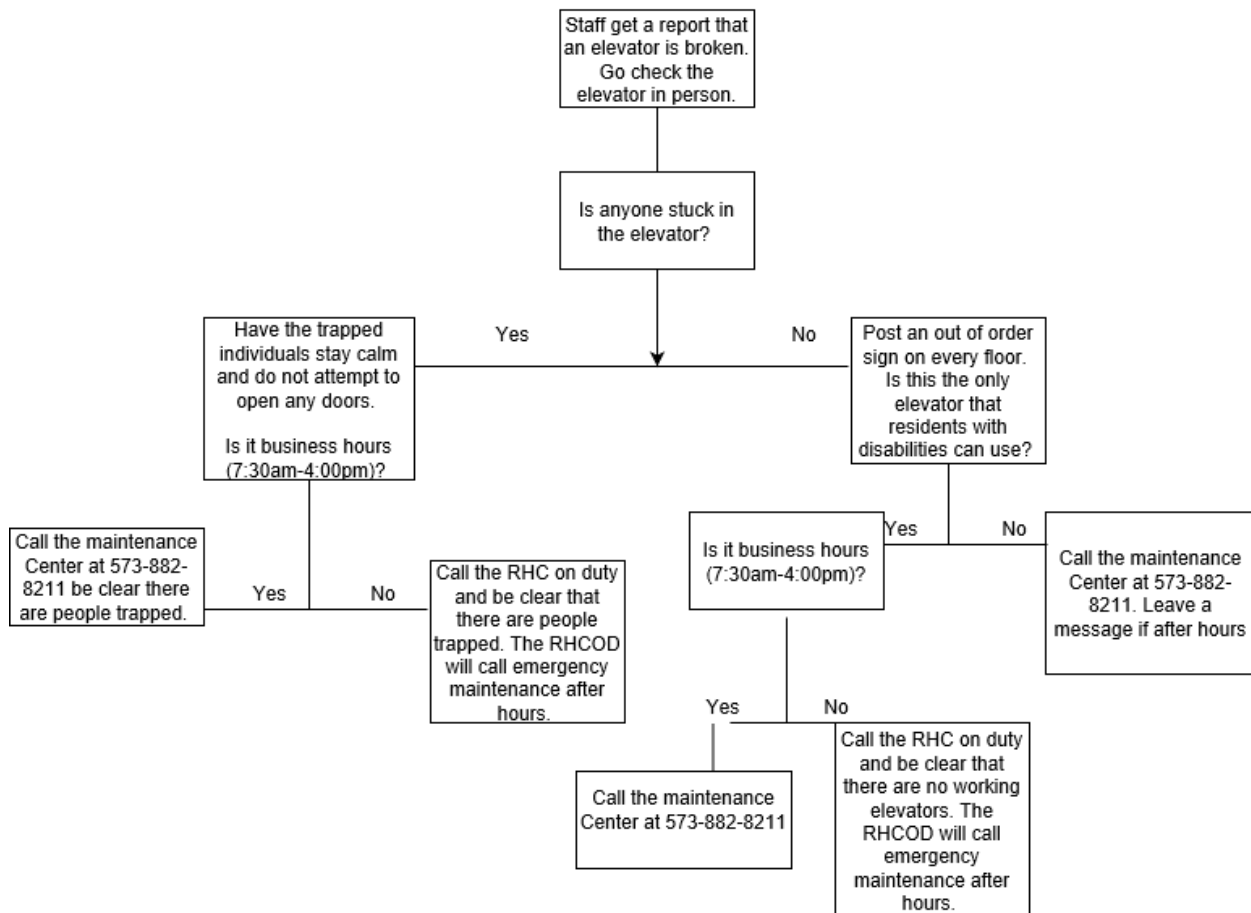 Staff get a report that
an elevator is broken.
Go check the
elevator in person.
Is anyone stuck in
the elevator?
Yes
No
Have the trapped
individuals stay calm
and do not attempt to
open any doors.
Is it business hours
(7:30am-4:00pm)?
Post an out of order
sign on every floor.
Is this the only
elevator that
residents with
disabilities can use?
Yes
No
Call the maintenance
Center at 573-882-
8211 be clear there
are people trapped.
Call the RHC on duty
and be clear that
there are people
trapped. The RHCOD
will call emergency
maintenance after
hours.
Yes
No
Is it business hours
(7:30am-4:00pm)?
Call the maintenance
Center at 573-882-
8211. Leave a
message if after hours
Yes
No
Call the maintenance
Center at 573-882-8211
Call the RHC on duty
and be clear that
there are no working
elevators. The
RHCOD will call
emergency
maintenance after
hours.